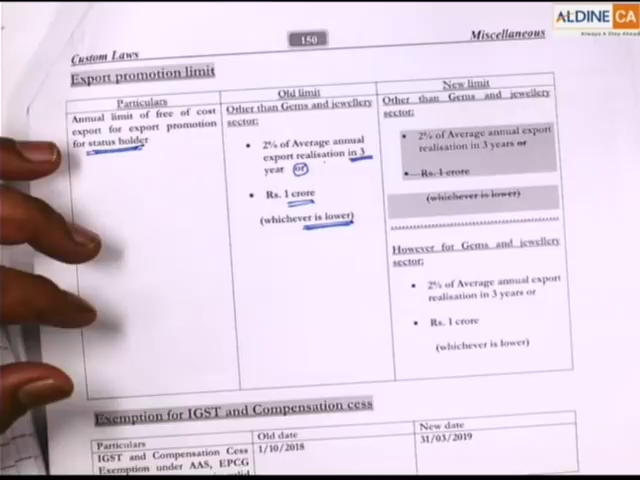 ALDINE CA
Always A Step Ahead
Custom Laws
150
Miscellaneous
Export promotion limit
Particulars
Old limit
New limit
Annual limit of free of cost
export for export promotion
for status holder
Other than Gems and jewellery
sector:
• 2% of Average annual
export realisation in 3
year or
• Rs. 1 crore
(whichever is lower)
Other than Gems and jewellery
sector:
• 2% of Average annual export
realisation in 3 years or
• Rs. 1 crore
(whichever is lower)
However for Gems and jewellery
sector:
• 2% of Average annual export
realisation in 3 years or
• Rs. 1 crore
(whichever is lower)
Exemption for IGST and Compensation cess
Particulars
Old date
New date
IGST and Compensation Cess
Exemption under AAS, EPCG
1/10/2018
31/03/2019